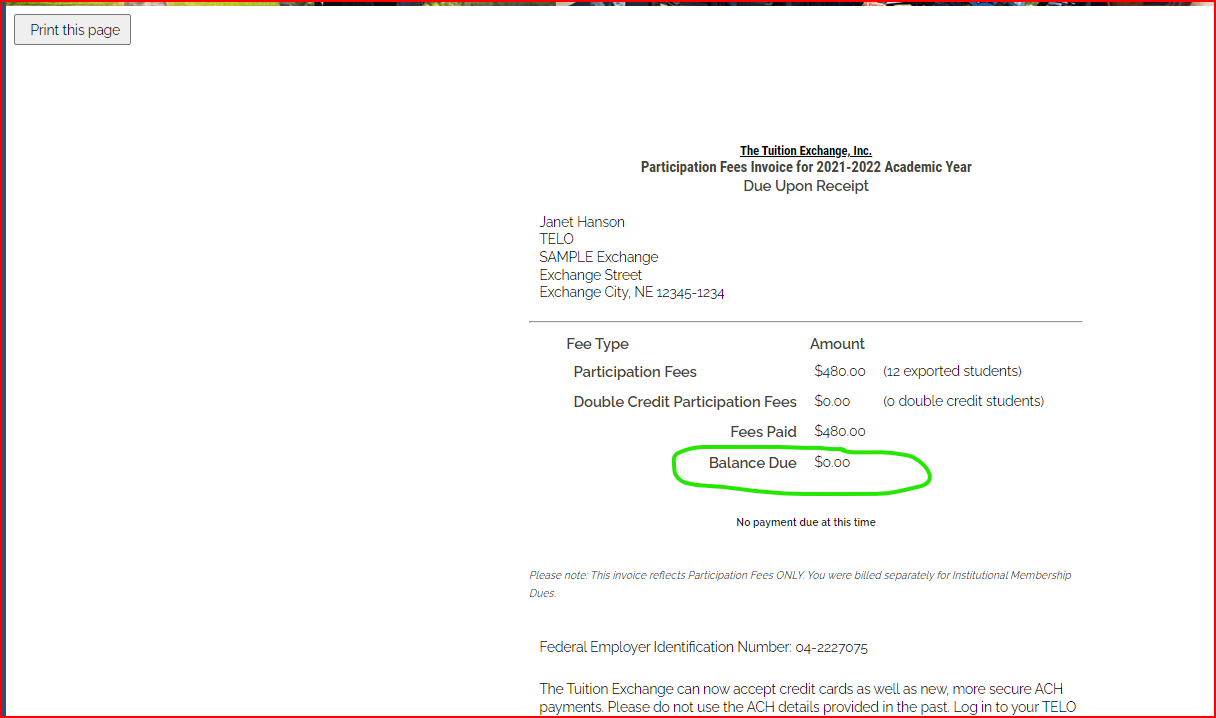 Print this page
The Tuition Exchange, Inc.
Participation Fees Invoice for 2021-2022 Academic Year
Due Upon Receipt
Janet Hanson
TELO
SAMPLE Exchange
Exchange Street
Exchange City, NE 12345-1234
Fee Type Amount
Participation Fees $480.00 (12 exported students)
Double Credit Participation Fees $0.00 (0 double credit students)
Fees Paid $480.00
Balance Due $0.00
No payment due at this time
Please note: This invoice reflects Participation Fees ONLY. You were billed separately for Institutional Membership
Dues.
Federal Employer Identification Number: 04-2227075
The Tuition Exchange can now accept credit cards as well as new, more secure ACH
payments. Please do not use the ACH details provided in the past. Log in to your TELO